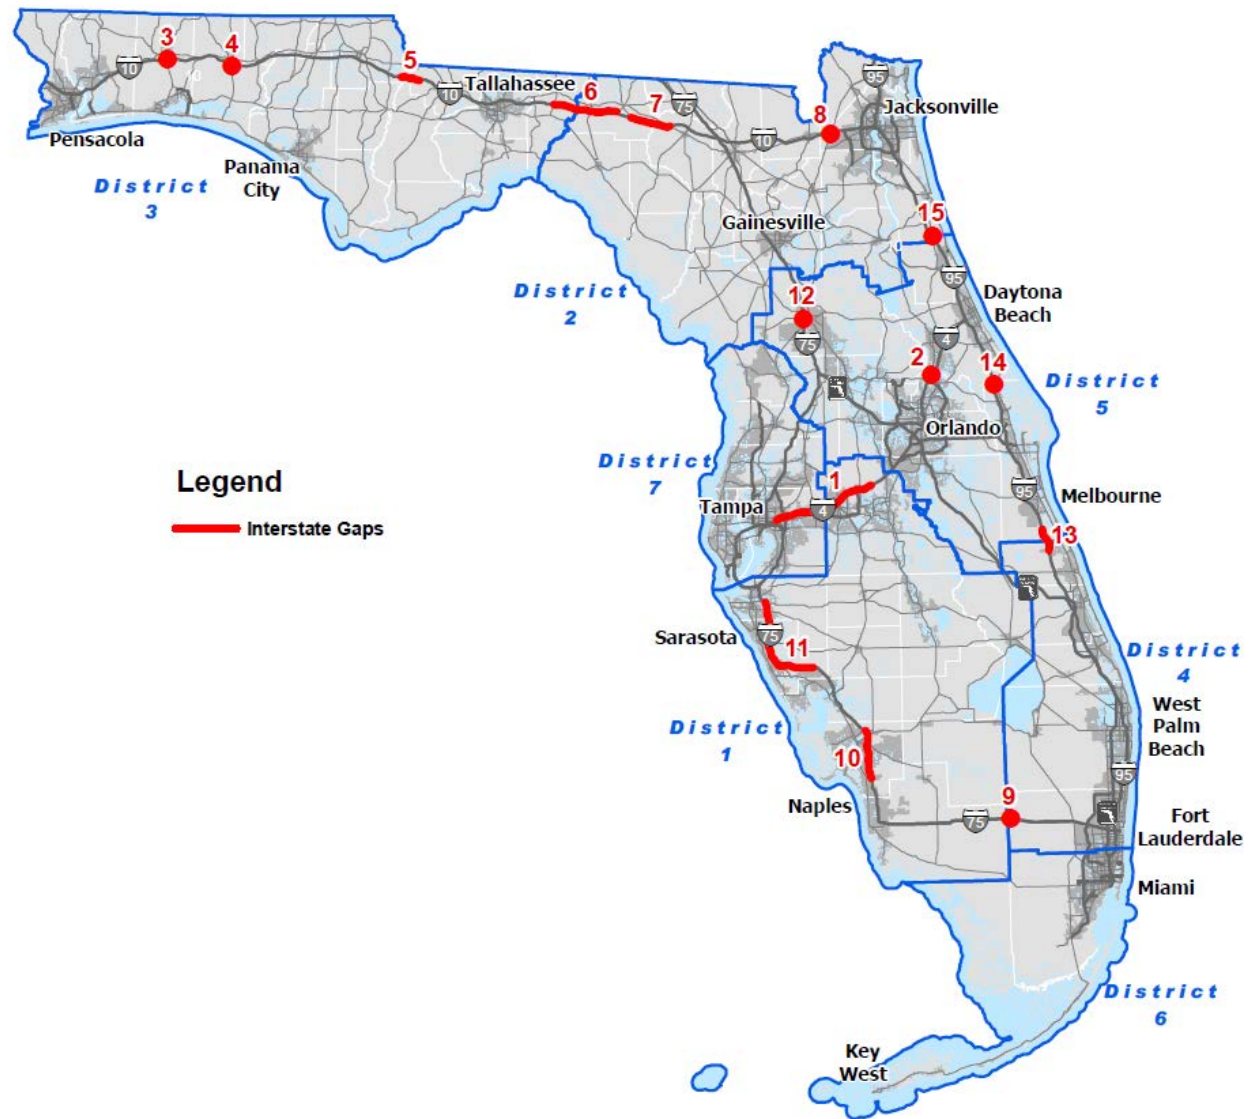 3
4
5
6
7
8
10
10
10
75
10
95
Tallahassee
Jacksonville
Pensacola
Panama
City
District
3
Gainesville
15
District
2
12
75
95
Daytona
Beach
4
2
14
District
5
Orlando
District
7
1
Legend
Interstate Gaps
Tampa
4
95
Melbourne
13
Sarasota
75
11
District
4
District
1
West
Palm
Beach
10
95
Naples
9
75
Fort
Lauderdale
Miami
District
6
Key
West